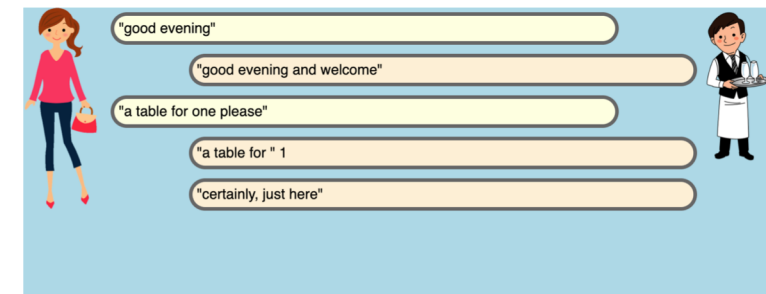 "good evening"
"good evening and welcome"
"a table for one please"
"a table for " 1
"certainly, just here"